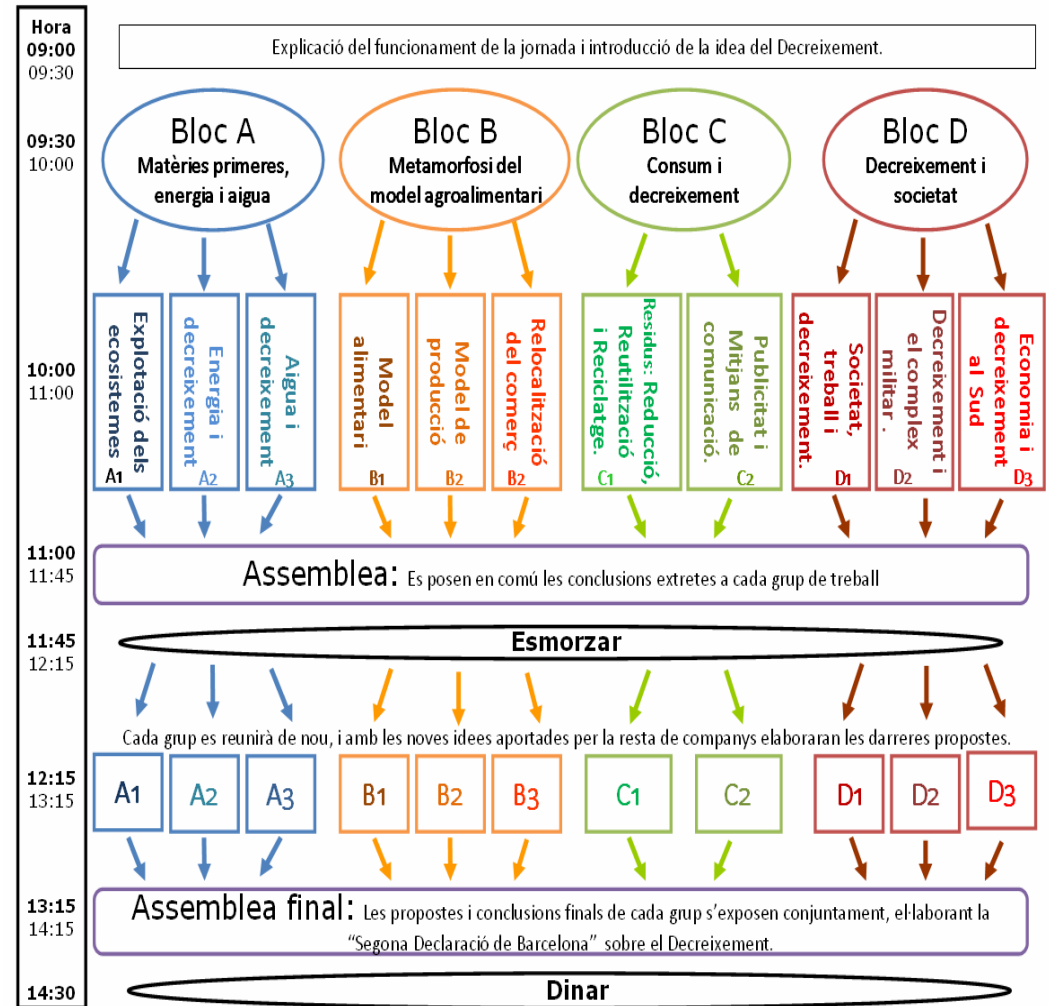 Hora
09:00
09:30
Explicació del funcionament de la jornada i introducció de la idea del Decreixement.
09:30
10:00
Bloc A
Matèries primeres,
energia i aigua
Bloc B
Metamorfosi del
model agroalimentari
Bloc C
Consum i
decreixement
Bloc D
Decreixement i
societat
10:00
11:00
Explotació dels
ecosistemes
A1
Energia i
decreixement
A2
Aigua i
decreixement
A3
Model
alimentari
B1
Model de
producció
B2
Relocalització
del comerç
B2
Residus: Reducció,
Reutilització
i Reciclatge.
C1
Publicitat i
Mitjans de
comunicació.
C2
Societat,
treball i
decreixement.
D1
Decreixement i
el complex
militar .
D2
Economia i
decreixement
al Sud
D3
11:00
11:45
Assemblea: Es posen en comú les conclusions extretes a cada grup de treball
11:45
12:15
Esmorzar
Cada grup es reunirà de nou, i amb les noves idees aportades per la resta de companys elaboraran les darreres propostes.
12:15
13:15
A1 A2 A3 B1 B2 B3 C1 C2 D1 D2 D3
13:15
14:15
Assemblea final: Les propostes i conclusions finals de cada grup s'exposen conjuntament, el·laborant la
“Segona Declaració de Barcelona” sobre el Decreixement.
14:30
Dinar